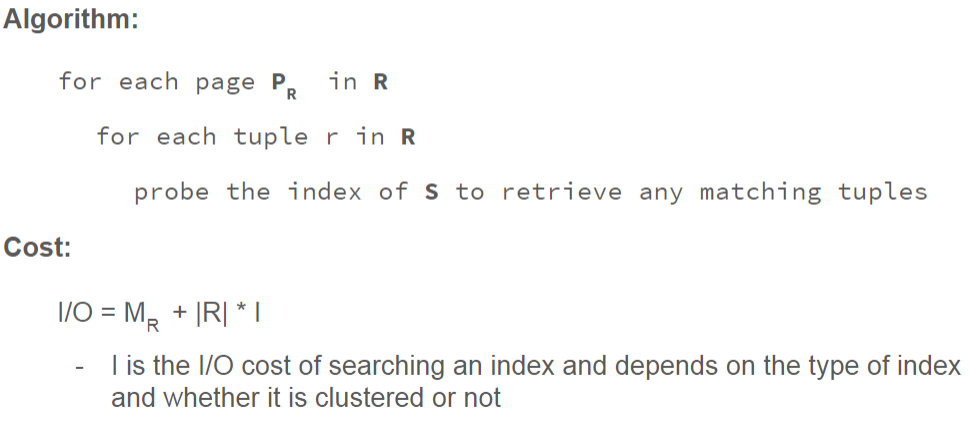 Algorithm:
for each page PR in R
for each tuple r in R
probe the index of S to retrieve any matching tuples
Cost:
I/O = MR + |R| * I
- I is the I/O cost of searching an index and depends on the type of index
and whether it is clustered or not